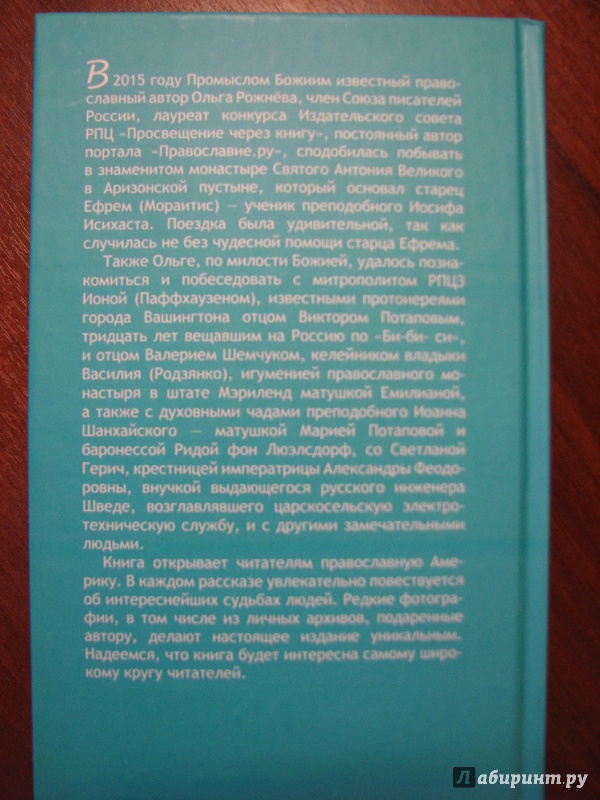 В 2015 году Промыслом Божиим известный право-
славный автор Ольга Рожнёва, член Союза писателей
России, лауреат конкурса Издательского совета
РПЦ «Просвещение через книгу», постоянный автор
портала «Православие.ру», сподобилась побывать
в знаменитом монастыре Святого Антония Великого
в Аризонской пустыне, который основал старец
Ефрем (Мораитис) — ученик преподобного Иосифа
Исихаста. Поездка была удивительной, так как
случилась не без чудесной помощи старца Ефрема.
Также Ольге, по милости Божией, удалось позна-
комиться и побеседовать с митрополитом РПЦЗ
Ионой (Паффхаузеном), известными протоиереями
города Вашингтона отцом Виктором Потаповым,
тридцать лет вещавшим на Россию по «Би-би- си»,
и отцом Валерием Шемчуком, келейником владыки
Василия (Родзянко), игуменией православного мо-
настыря в штате Мэриленд матушкой Емилианой,
а также с духовными чадами преподобного Иоанна
Шанхайского — матушкой Марией Потаповой и
баронессой Ридой фон Люэлсдорф, со Светланой
Герич, крестницей императрицы Александры Феодо-
ровны, внучкой выдающегося русского инженера
Шведе, возглавлявшего царскосельскую электро-
техническую службу, и с другими замечательными
людьми.
Книга открывает читателям православную Аме-
рику. В каждом рассказе увлекательно повествуется
об интереснейших судьбах людей. Редкие фотогра-
фии, в том числе из личных архивов, подаренные
автору, делают настоящее издание уникальным.
Надеемся, что книга будет интересна самому широ-
кому кругу читателей.
Лабиринт.ру